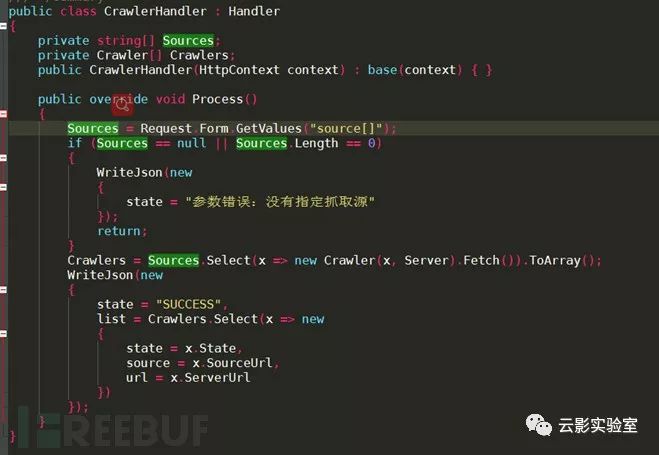 public class CrawlerHandler : Handler
{
private string[] Sources;
private Crawler[] Crawlers;
public CrawlerHandler(HttpContext context) : base(context) { }
public override void Process()
{
Sources = Request.Form.GetValues("source[]");
if (Sources == null || Sources.Length == 0)
{
WriteJson(new
{
state = "参数错误：没有指定抓取源"
});
return;
}
Crawlers = Sources.Select(x => new Crawler(x, Server).Fetch()).ToArray();
WriteJson(new
{
state = "SUCCESS",
list = Crawlers.Select(x => new
{
state = x.State,
source = x.SourceUrl,
url = x.ServerUrl
})
});
}
}
REEBUF
云影实验室